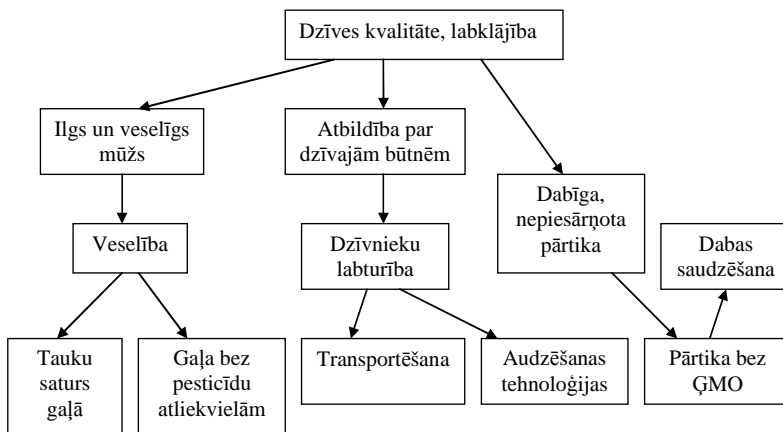 Dzīves kvalitāte, labklājība
Ilgs un veselīgs
mūžs
Atbildība par
dzīvajām būtnēm
Dabīga,
nepiesārņota
pārtika
Veselība
Dzīvnieku
labturība
Dabas
saudzēšana
Tauku
saturs
gaļā
Gaļa bez
pesticīdu
atliekvielām
Transportēšana
Audzēšanas
tehnoloģijas
Pārtika bez
ĢMO